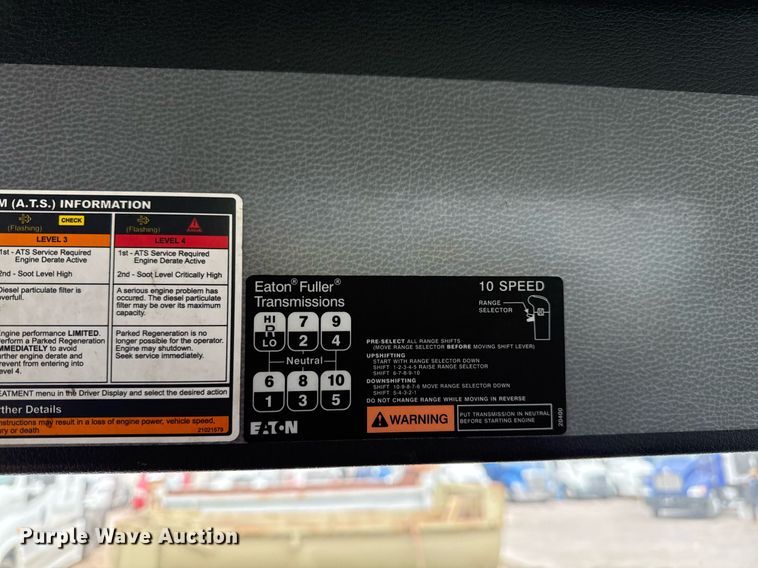 M (A.T.S.) INFORMATION
(Flashing) CHECK
LEVEL 3
1st - ATS Service Required
Engine Derate Active
2nd - Soot Level High
Diesel particulate filter is
overfull.
Engine performance LIMITED.
Perform a Parked Regeneration
IMMEDIATELY to avoid
further engine derate and
prevent from entering into
level 4.
(Flashing)
LEVEL 4
1st - ATS Service Required
Engine Derate Active
2nd - Soot Level Critically High
A serious engine problem has
occured. The diesel particulate
filter may be over its maximum
capacity.
Parked Regeneration is no
longer possible for the operator.
Engine may shutdown.
Seek service immediately.
EATMENT menu in the Driver Display and select the desired action
rther Details
instructions may result in a loss of engine power, vehicle speed,
ury or death
21021579
Eaton® Fuller®
Transmissions
10 SPEED
RANGE
SELECTOR
HI 7 9
R
LO 2 4
Neutral
6 8 10
1 3 5
EATON
PRE-SELECT ALL RANGE SHIFTS
(MOVE RANGE SELECTOR BEFORE MOVING SHIFT LEVER)
UPSHIFTING
START WITH RANGE SELECTOR DOWN
SHIFT 1-2-3-4-5 RAISE RANGE SELECTOR
SHIFT 6-7-8-9-10
DOWNSHIFTING
SHIFT 10-9-8-7-6 MOVE RANGE SELECTOR DOWN
SHIFT 5-4-3-2-1
DO NOT CHANGE RANGE WHILE MOVING IN REVERSE
WARNING
PUT TRANSMISSION IN NEUTRAL
BEFORE STARTING ENGINE
20400
Purple Wave Auction